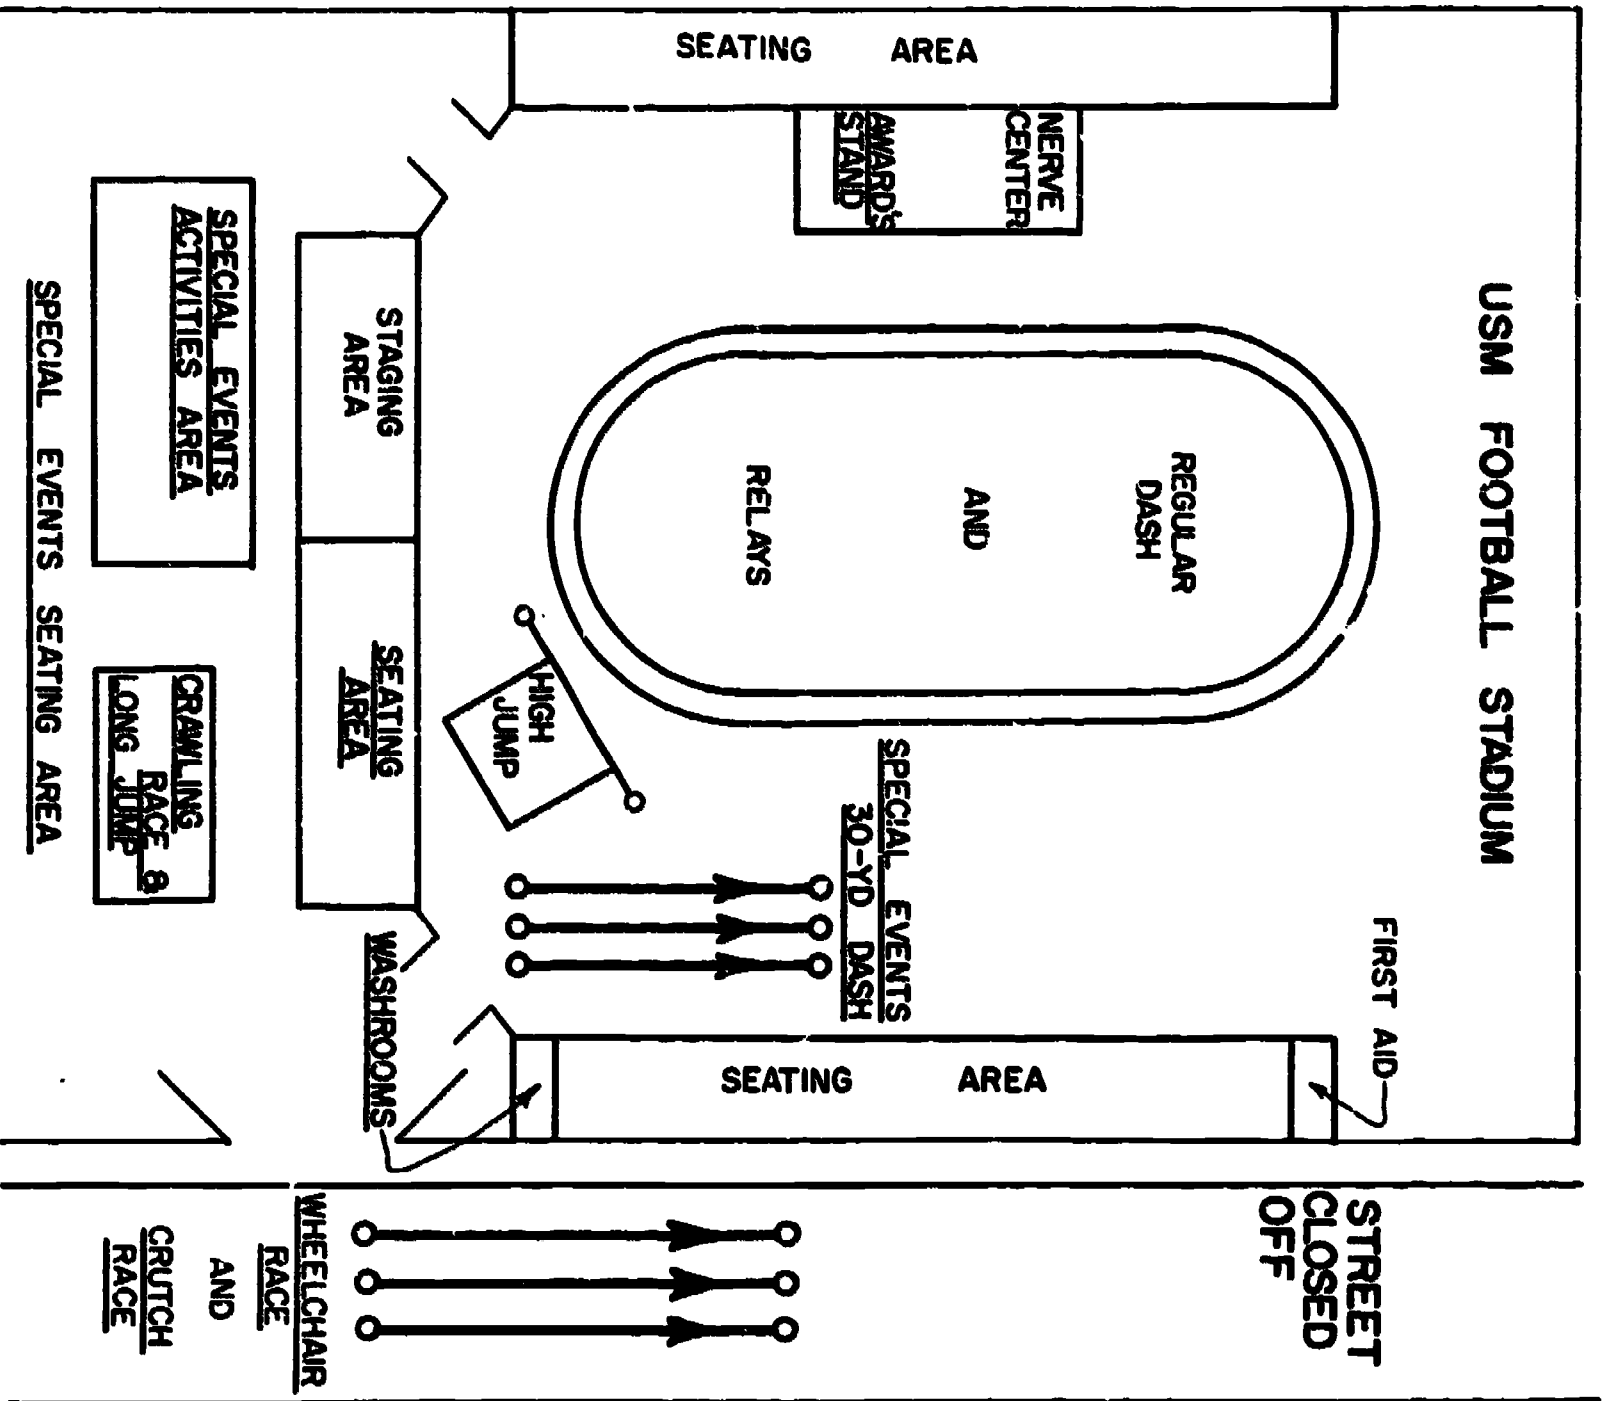 USM FOOTBALL STADIUM
SEATING AREA
NERVE
CENTER
AWARD'S
STAND
REGULAR
DASH
AND
RELAYS
FIRST AID
SPECIAL EVENTS
30-YD DASH
HIGH
JUMP
STAGING
AREA
SEATING
AREA
WASHROOMS
SEATING AREA
SPECIAL EVENTS
ACTIVITIES AREA
CRAWLING
RACE &
LONG JUMP
SPECIAL EVENTS SEATING AREA
STREET
CLOSED
OFF
WHEELCHAIR
RACE
AND
CRUTCH
RACE